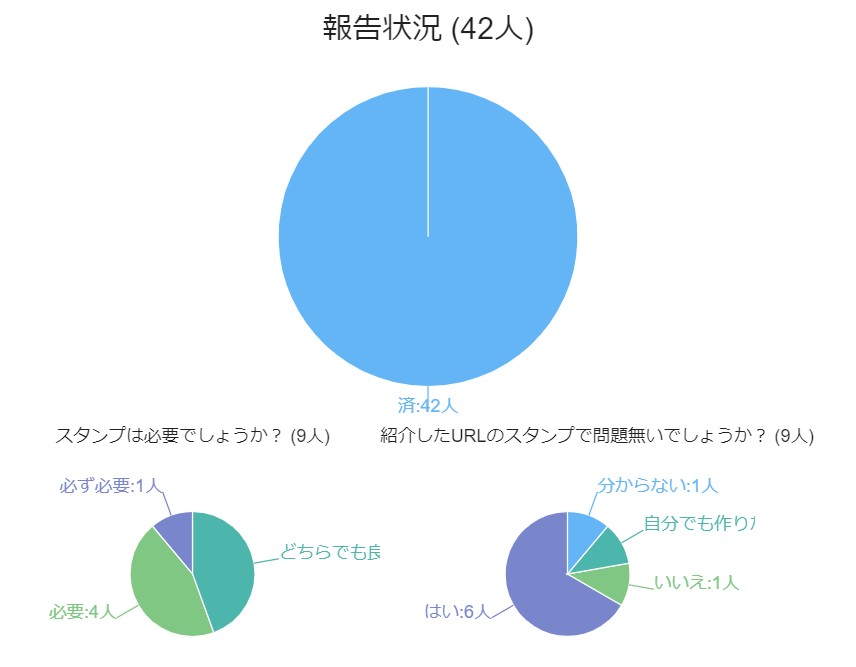 報告状況 (42人)
済:42人
スタンプは必要でしょうか？ (9人)
紹介したURLのスタンプで問題無いでしょうか？ (9人)
必ず必要:1人
どちらでも良
必要:4人
分からない:1人
自分でも作りた
いいえ:1人
はい:6人